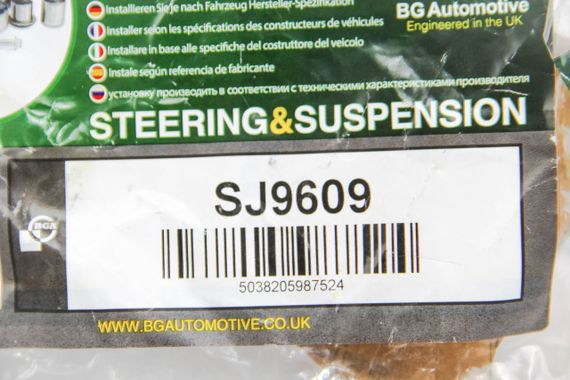 Installieren Sie je nach Fahrzeug Hersteller-Spezifikation
BG Automotive
Engineered in the UK
Installer selon les spécifications des constructeurs de véhicules
Installare in base alle specifiche del costruttore del veicolo
Instale según referencia de fabricante
установку производить в соответствии с техническими характеристиками производителя
STEERING&SUSPENSION
SJ9609
BGA
5038205987524
WWW.BGAUTOMOTIVE.CO.UK